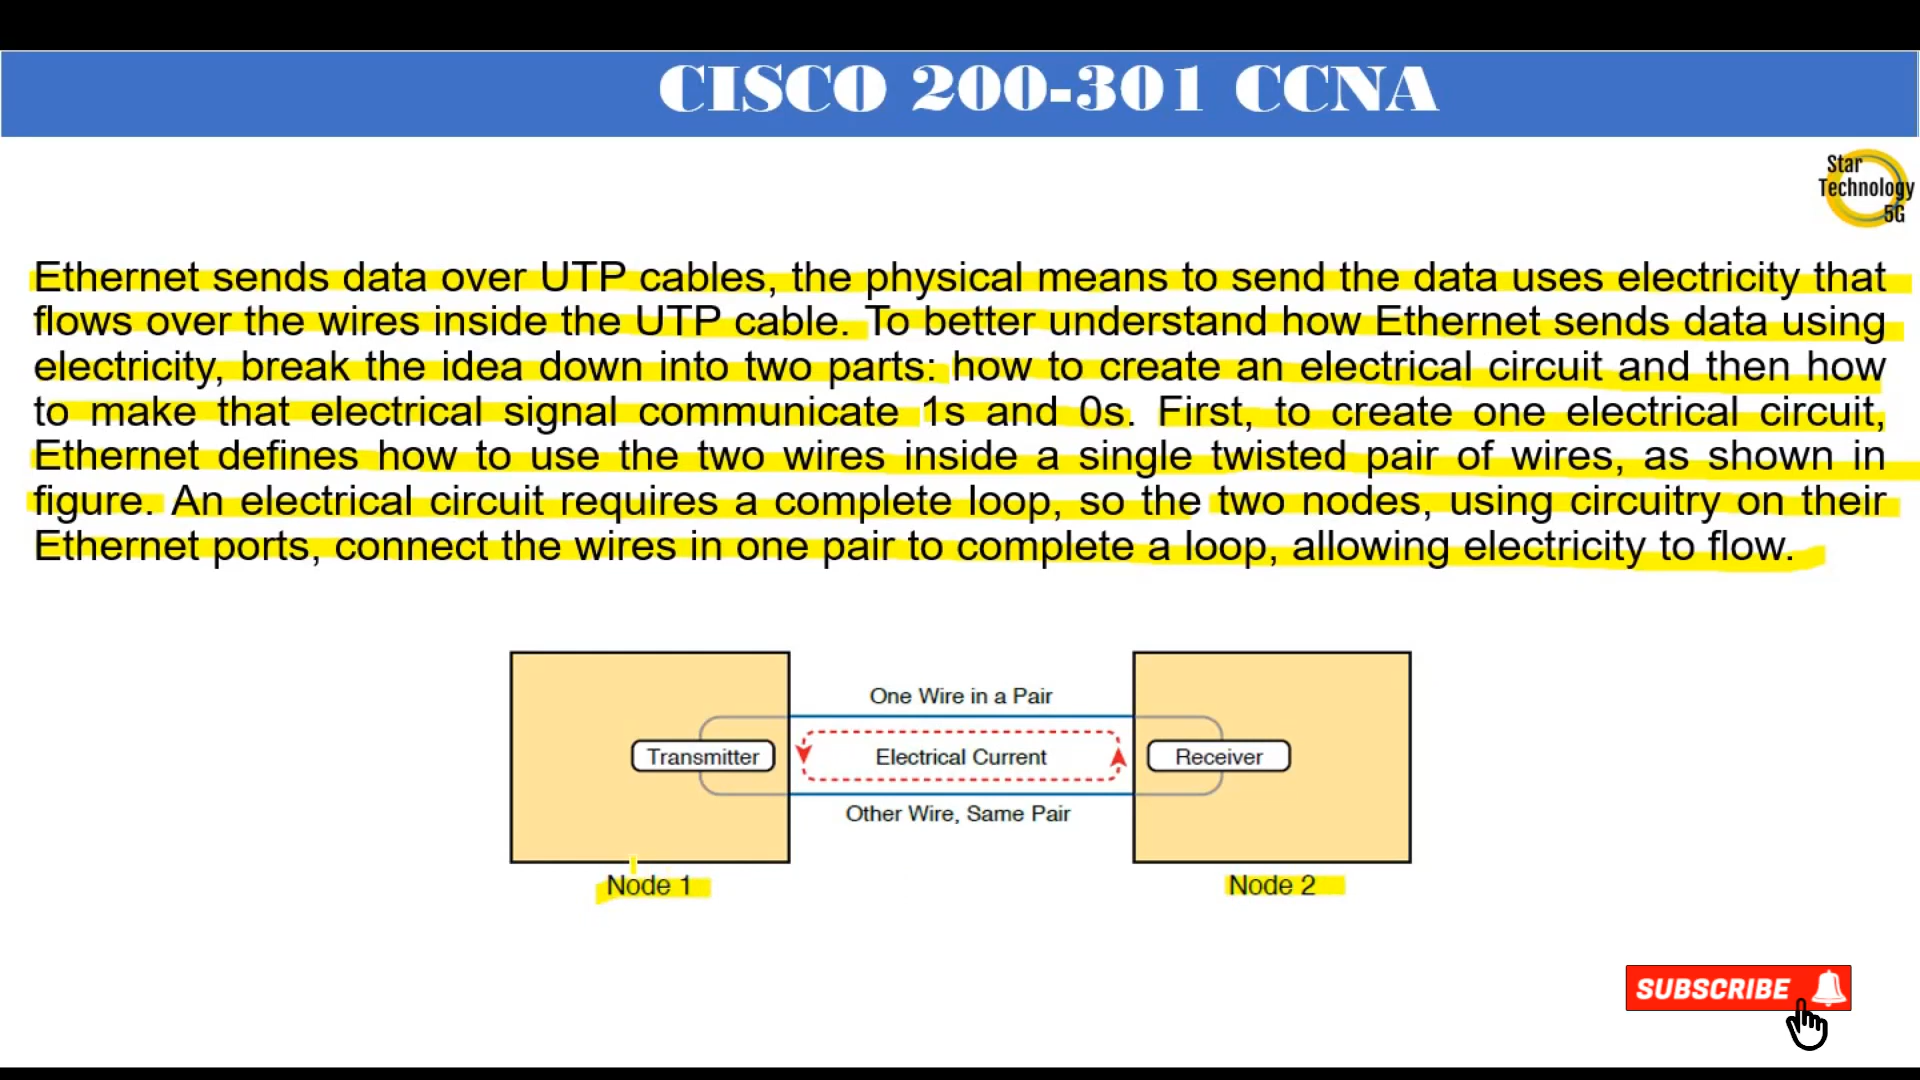 CISCO 200-301 CCNA
Star
Technology
5G
Ethernet sends data over UTP cables, the physical means to send the data uses electricity that
flows over the wires inside the UTP cable. To better understand how Ethernet sends data using
electricity, break the idea down into two parts: how to create an electrical circuit and then how
to make that electrical signal communicate 1s and 0s. First, to create one electrical circuit,
Ethernet defines how to use the two wires inside a single twisted pair of wires, as shown in
figure. An electrical circuit requires a complete loop, so the two nodes, using circuitry on their
Ethernet ports, connect the wires in one pair to complete a loop, allowing electricity to flow.
One Wire in a Pair
Transmitter
Electrical Current
Receiver
Other Wire, Same Pair
Node 1
Node 2
SUBSCRIBE